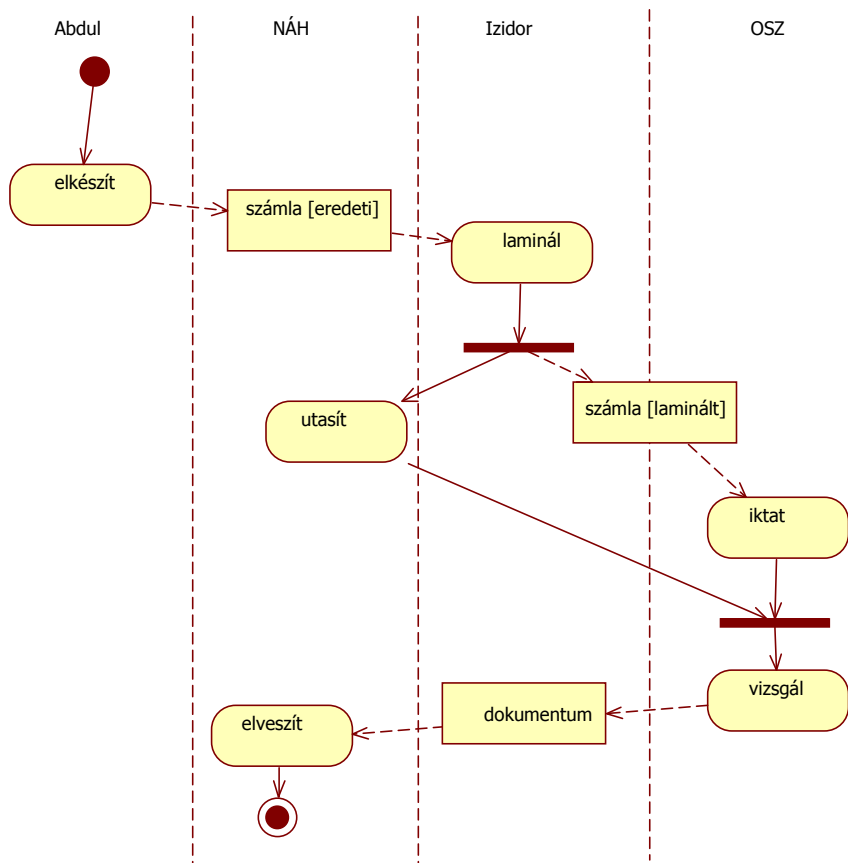 Abdul
NÁH
Izidor
OSZ
elkészít
számla [eredeti]
laminál
számla [laminált]
utasít
iktat
vizsgál
dokumentum
elveszít